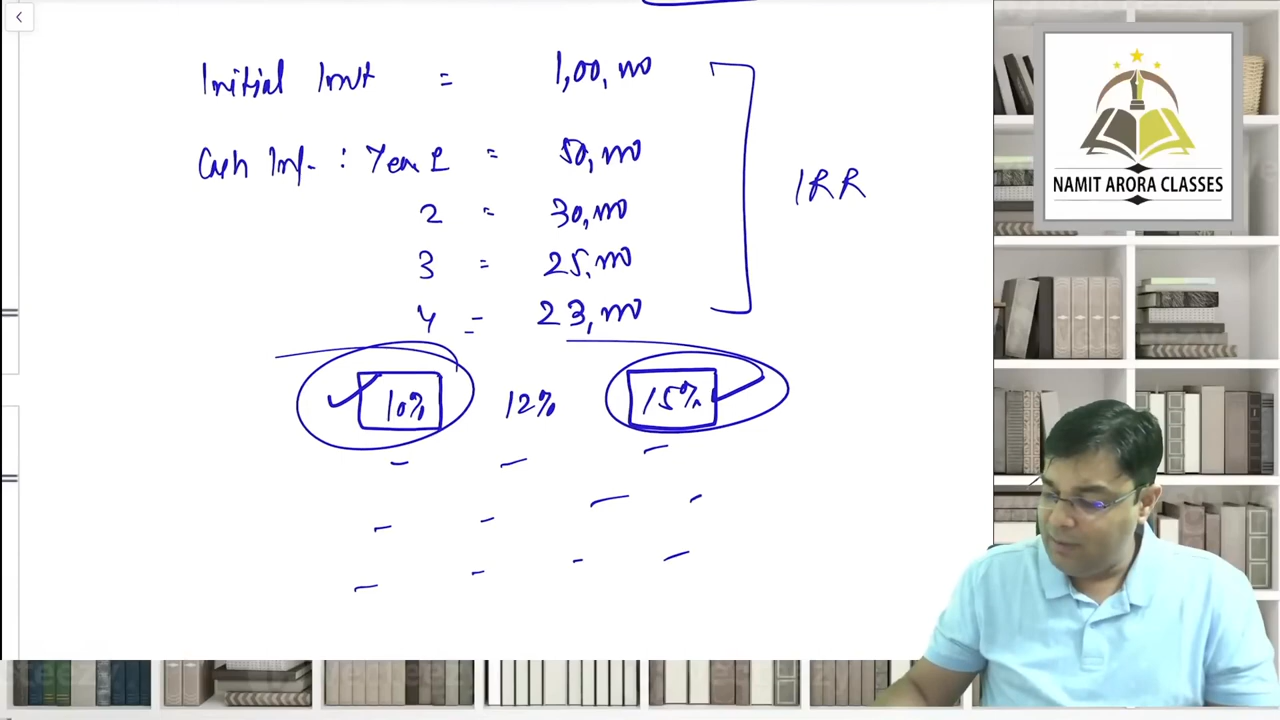 Initial Invt = 1,00,000
Cash Inf. : Year 1 = 50,000
2 = 30,000
3 = 25,000
4 = 23,000
IRR
10% 12% 15%
NAMIT ARORA CLASSES